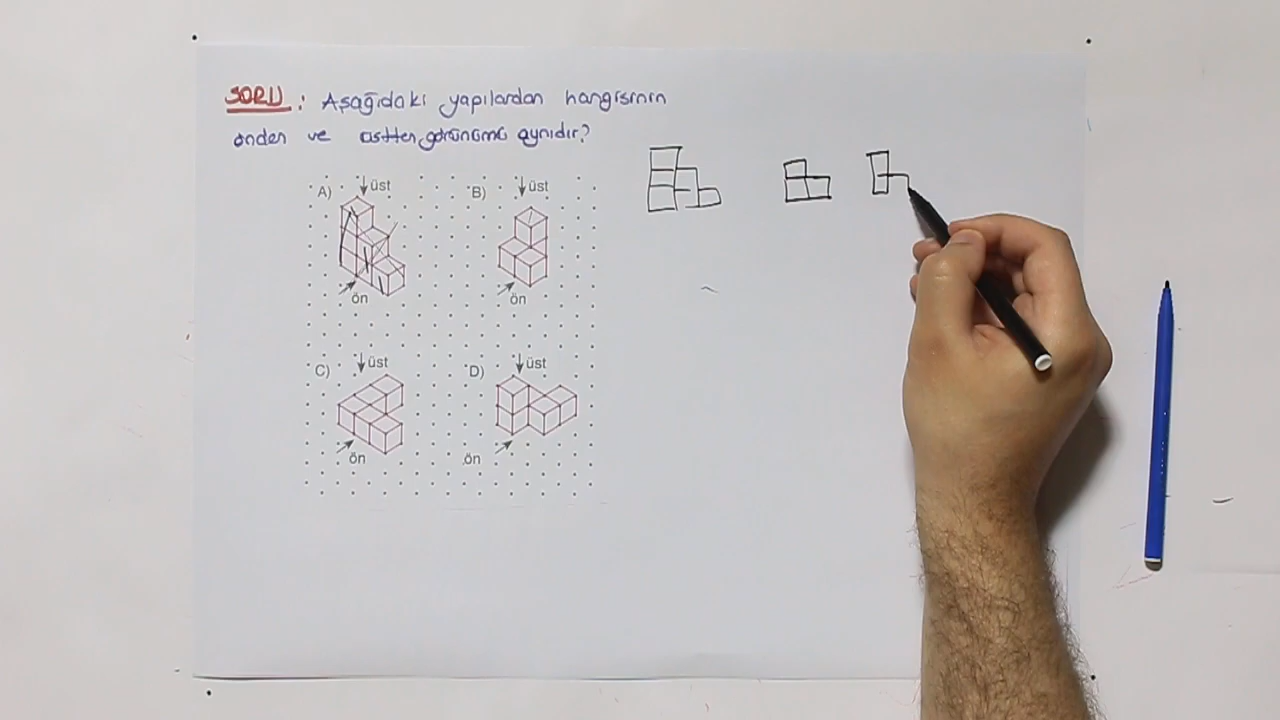 SORU : Aşağıdaki yapılardan hangisinin
önden ve üstten görünümü aynıdır?
A) üst
B) üst
ön
ön
C) üst
D) üst
ön
ön